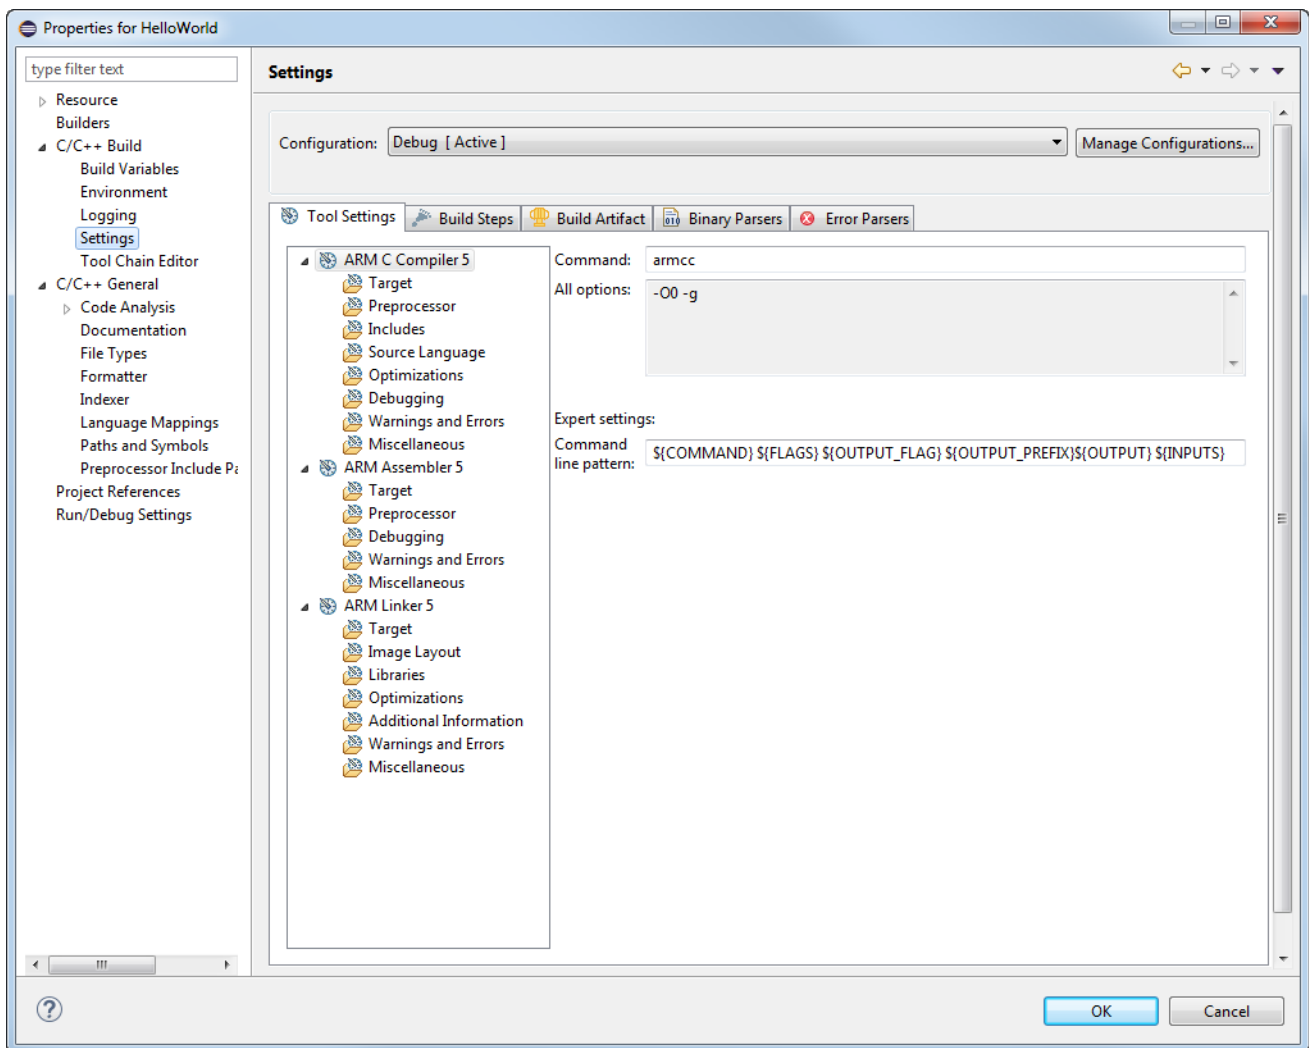 Properties for HelloWorld
type filter text
Resource
Builders
C/C++ Build
Build Variables
Environment
Logging
Settings
Tool Chain Editor
C/C++ General
Code Analysis
Documentation
File Types
Formatter
Indexer
Language Mappings
Paths and Symbols
Preprocessor Include Pa
Project References
Run/Debug Settings
Settings
Configuration: Debug [ Active ] Manage Configurations...
Tool Settings Build Steps Build Artifact Binary Parsers Error Parsers
ARM C Compiler 5
Target
Preprocessor
Includes
Source Language
Optimizations
Debugging
Warnings and Errors
Miscellaneous
ARM Assembler 5
Target
Preprocessor
Debugging
Warnings and Errors
Miscellaneous
ARM Linker 5
Target
Image Layout
Libraries
Optimizations
Additional Information
Warnings and Errors
Miscellaneous
Command: armcc
All options: -O0 -g
Expert settings:
Command
line pattern: ${COMMAND} ${FLAGS} ${OUTPUT_FLAG} ${OUTPUT_PREFIX}${OUTPUT} ${INPUTS}
OK Cancel